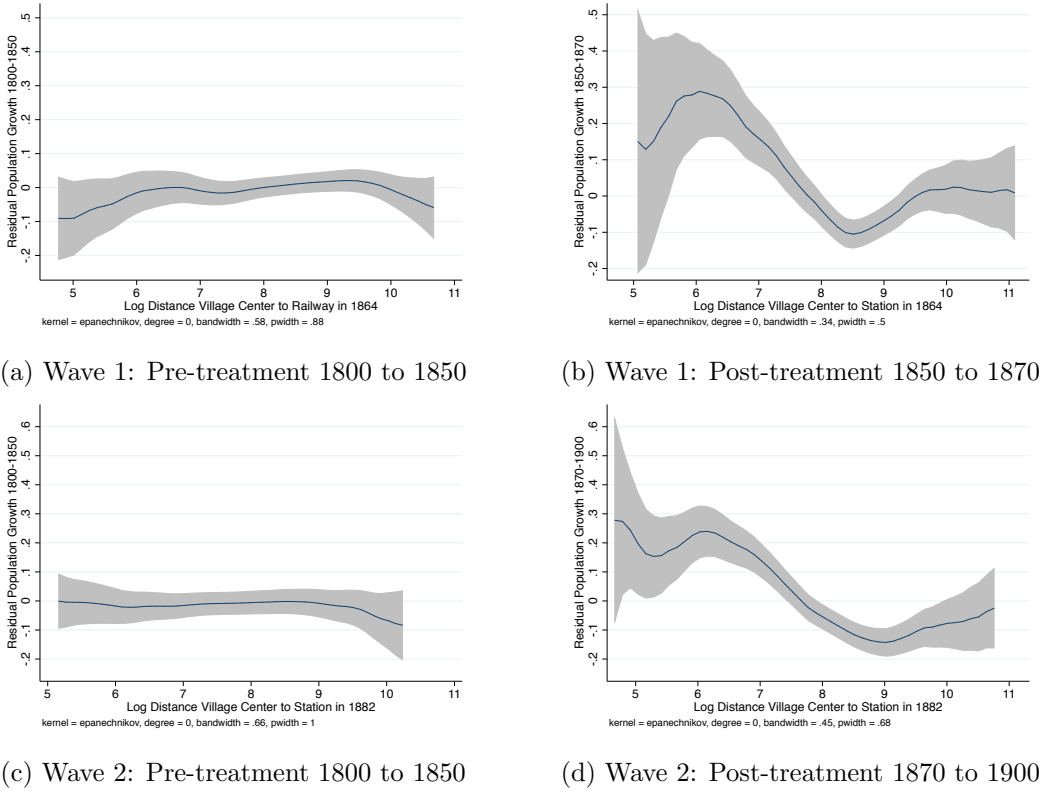 Residual Population Growth 1800-1850
.5
.4
.3
.2
.1
0
-.1
-.2
5 6 7 8 9 10 11
Log Distance Village Center to Railway in 1864
kernel = epanechnikov, degree = 0, bandwidth = .58, pwidth = .88
(a) Wave 1: Pre-treatment 1800 to 1850
Residual Population Growth 1850-1870
.5
.4
.3
.2
.1
0
-.1
-.2
5 6 7 8 9 10 11
Log Distance Village Center to Station in 1864
kernel = epanechnikov, degree = 0, bandwidth = .34, pwidth = .5
(b) Wave 1: Post-treatment 1850 to 1870
Residual Population Growth 1800-1850
.6
.5
.4
.3
.2
.1
0
-.1
-.2
5 6 7 8 9 10 11
Log Distance Village Center to Station in 1882
kernel = epanechnikov, degree = 0, bandwidth = .66, pwidth = 1
(c) Wave 2: Pre-treatment 1800 to 1850
Residual Population Growth 1870-1900
.6
.5
.4
.3
.2
.1
0
-.1
-.2
5 6 7 8 9 10 11
Log Distance Village Center to Station in 1882
kernel = epanechnikov, degree = 0, bandwidth = .45, pwidth = .68
(d) Wave 2: Post-treatment 1870 to 1900